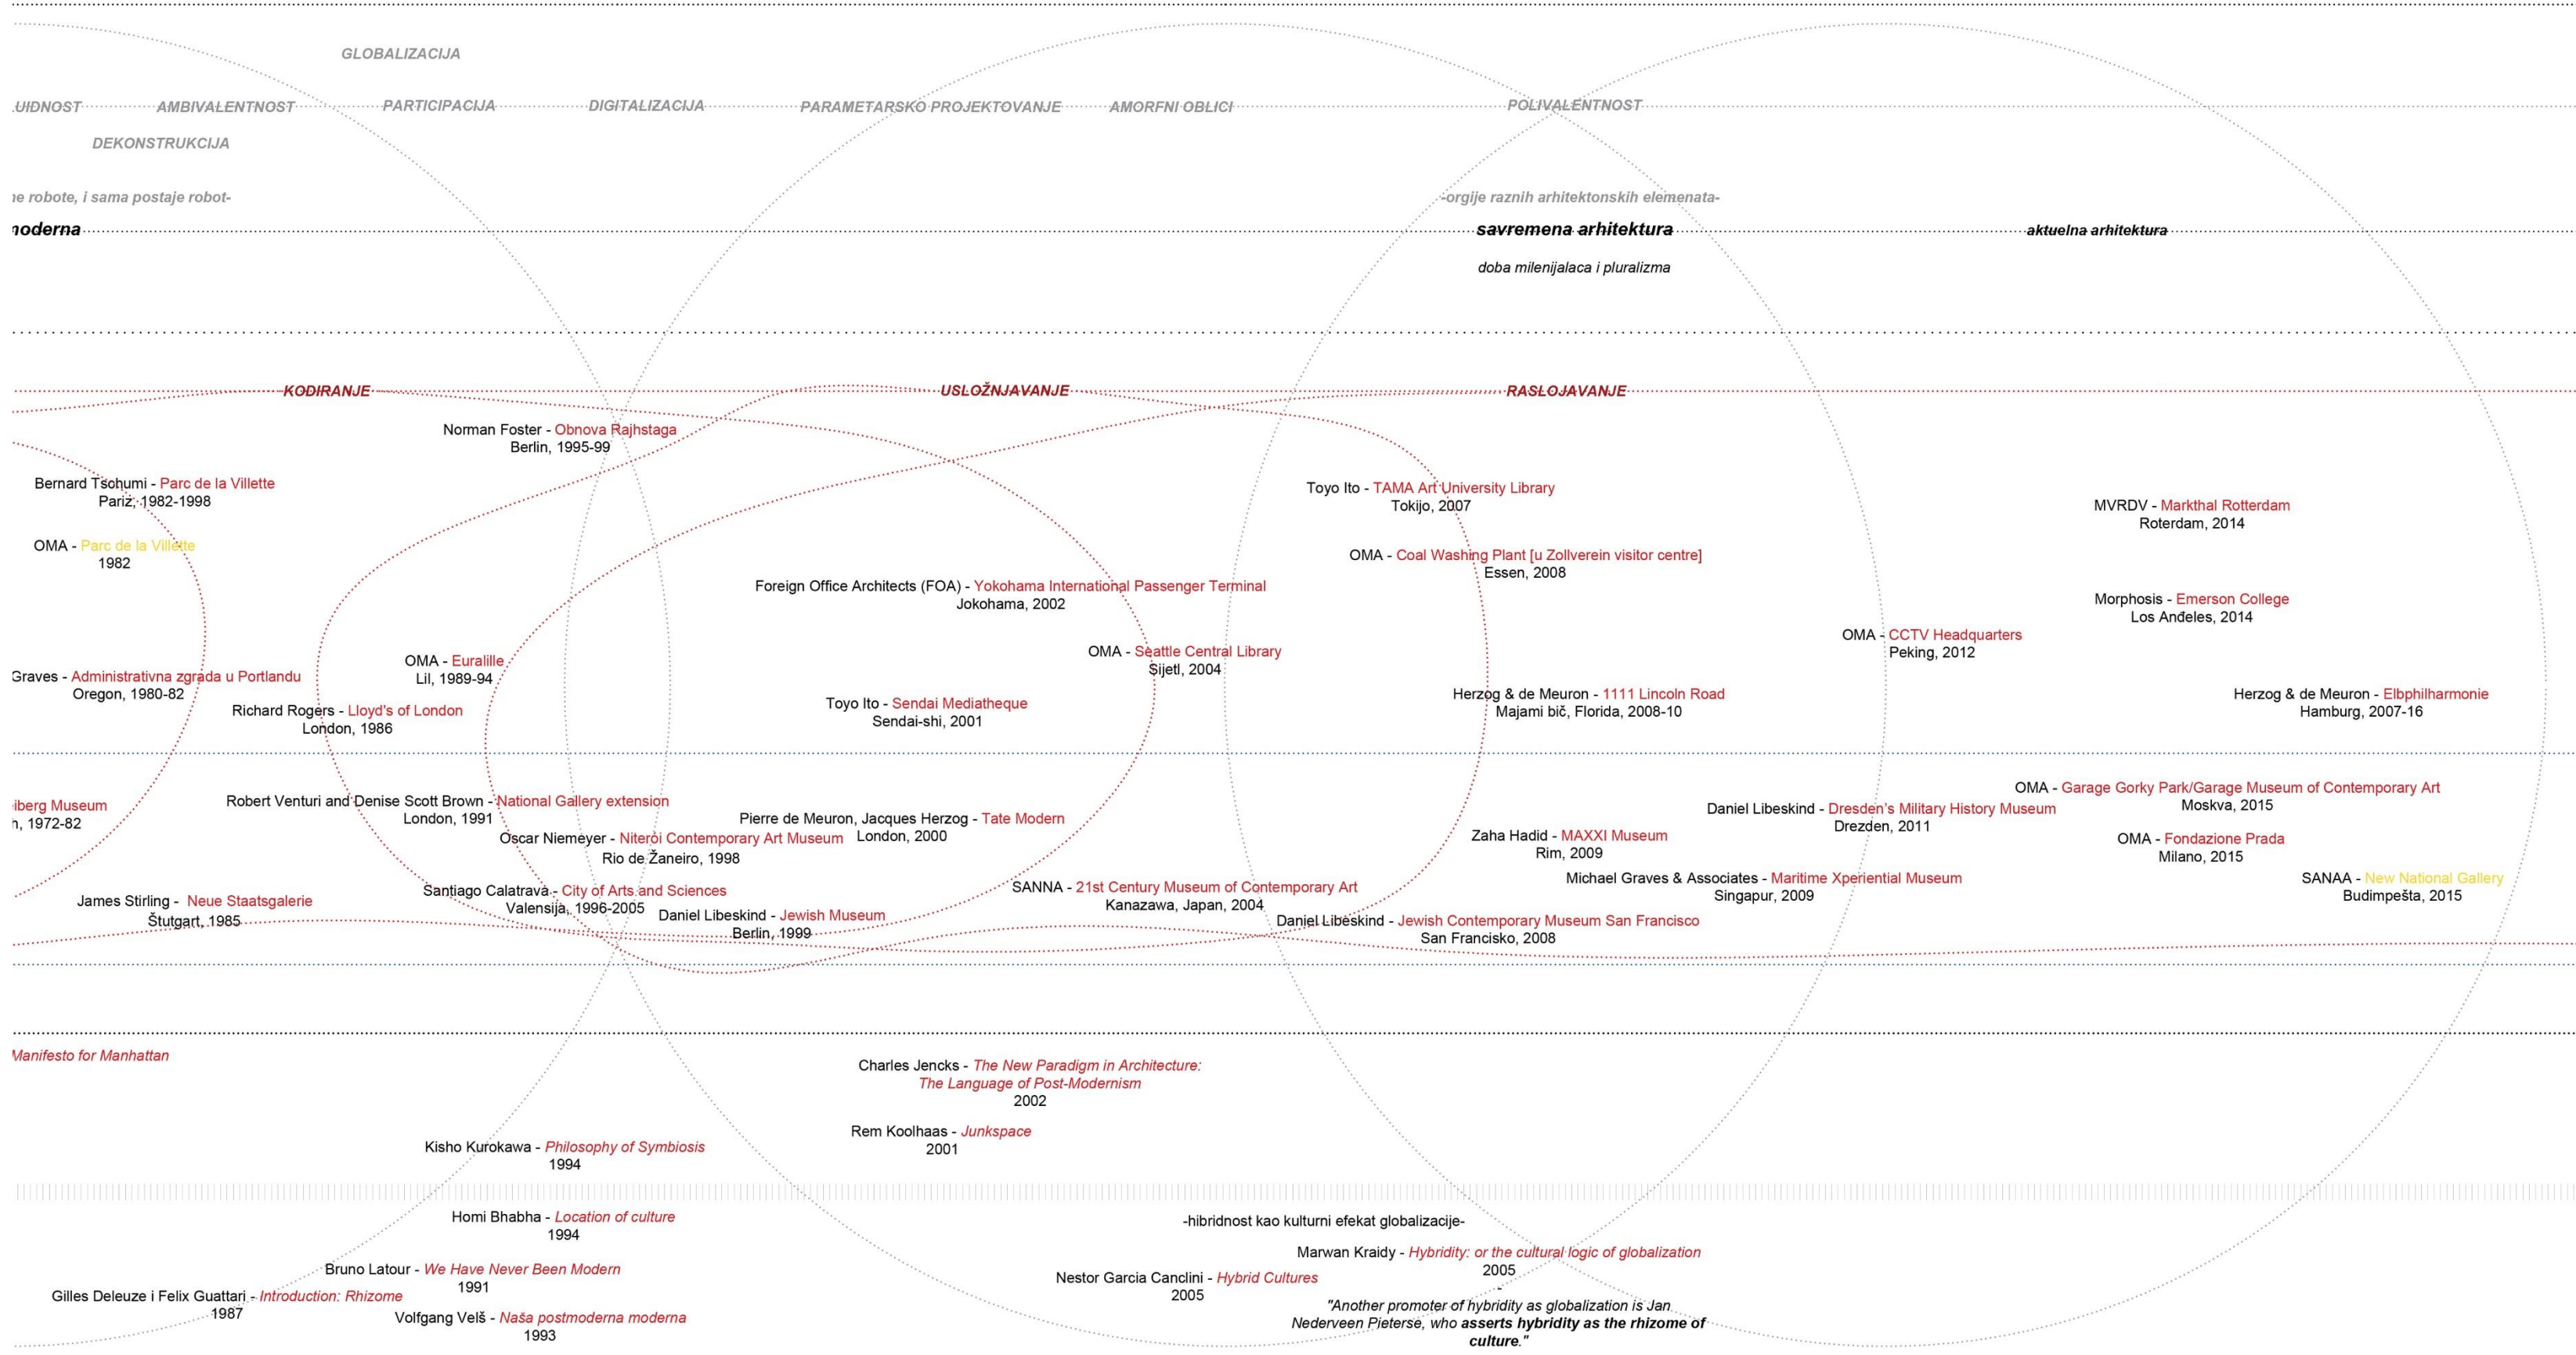 GLOBALIZACIJA
UIDNOST AMBIVALENTNOST PARTICIPACIJA DIGITALIZACIJA PARAMETARSKO PROJEKTOVANJE AMORFNI OBLICI POLIVALENTNOST
DEKONSTRUKCIJA
ne robote, i sama postaje robot-
-orgije raznih arhitektonskih elemenata-
moderna savremena arhitektura aktuelna arhitektura
doba milenijalaca i pluralizma
KODIRANJE USLOŽNJAVANJE RASLOJAVANJE
Norman Foster - Obnova Rajhstaga
Berlin, 1995-99
Bernard Tschumi - Parc de la Villette
Pariz, 1982-1998
Toyo Ito - TAMA Art University Library
Tokijo, 2007
MVRDV - Markthal Rotterdam
Roterdam, 2014
OMA - Parc de la Villette
1982
OMA - Coal Washing Plant [u Zollverein visitor centre]
Essen, 2008
Foreign Office Architects (FOA) - Yokohama International Passenger Terminal
Jokohama, 2002
Morphosis - Emerson College
Los Anđeles, 2014
OMA - CCTV Headquarters
Peking, 2012
OMA - Seattle Central Library
Sijetl, 2004
OMA - Euralille
Lil, 1989-94
Graves - Administrativna zgrada u Portlandu
Oregon, 1980-82
Herzog & de Meuron - 1111 Lincoln Road
Majami bič, Florida, 2008-10
Herzog & de Meuron - Elbphilharmonie
Hamburg, 2007-16
Toyo Ito - Sendai Mediatheque
Sendai-shi, 2001
Richard Rogers - Lloyd's of London
London, 1986
OMA - Garage Gorky Park/Garage Museum of Contemporary Art
Moskva, 2015
Robert Venturi and Denise Scott Brown - National Gallery extension
London, 1991
iberg Museum
h, 1972-82
Daniel Libeskind - Dresden's Military History Museum
Drezden, 2011
Pierre de Meuron, Jacques Herzog - Tate Modern
London, 2000
Zaha Hadid - MAXXI Museum
Rim, 2009
Oscar Niemeyer - Niterói Contemporary Art Museum
Rio de Žaneiro, 1998
OMA - Fondazione Prada
Milano, 2015
Michael Graves & Associates - Maritime Xperiential Museum
Singapur, 2009
SANAA - New National Gallery
Budimpešta, 2015
SANNA - 21st Century Museum of Contemporary Art
Kanazawa, Japan, 2004
Santiago Calatrava - City of Arts and Sciences
Valensija, 1996-2005
James Stirling - Neue Staatsgalerie
Štutgart, 1985
Daniel Libeskind - Jewish Museum
Berlin, 1999
Daniel Libeskind - Jewish Contemporary Museum San Francisco
San Francisko, 2008
Manifesto for Manhattan
Charles Jencks - The New Paradigm in Architecture:
The Language of Post-Modernism
2002
Rem Koolhaas - Junkspace
2001
Kisho Kurokawa - Philosophy of Symbiosis
1994
Homi Bhabha - Location of culture
1994
-hibridnost kao kulturni efekat globalizacije-
Marwan Kraidy - Hybridity: or the cultural logic of globalization
2005
-
Bruno Latour - We Have Never Been Modern
1991
Nestor Garcia Canclini - Hybrid Cultures
2005
Gilles Deleuze i Felix Guattari - Introduction: Rhizome
1987
Volfgang Velš - Naša postmoderna moderna
1993
"Another promoter of hybridity as globalization is Jan
Nederveen Pieterse, who asserts hybridity as the rhizome of
culture."